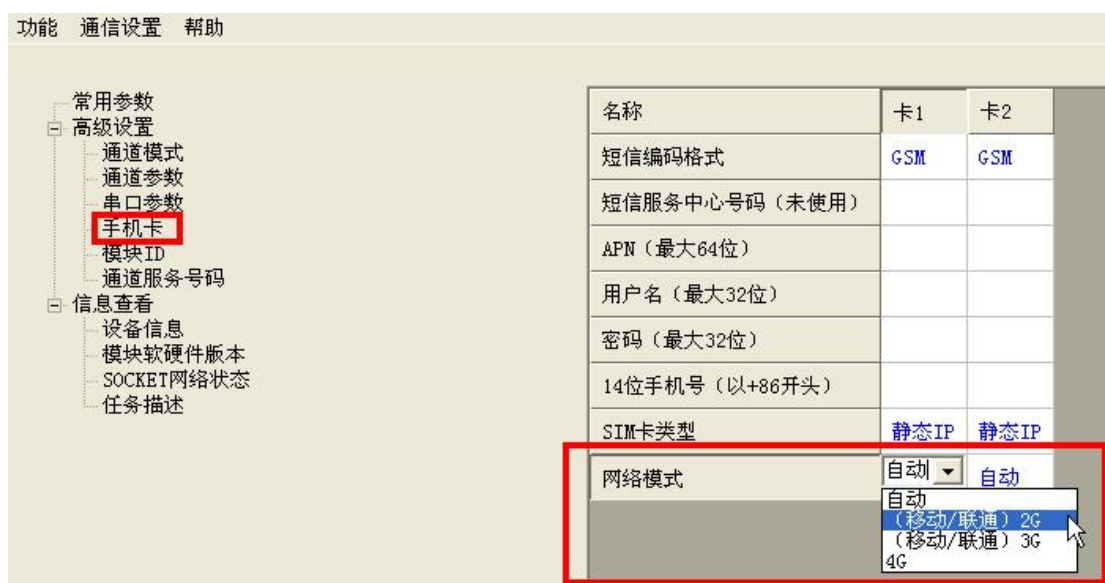 功能 通信设置 帮助
常用参数
高级设置
通道模式
通道参数
串口参数
手机卡
模块ID
通道服务号码
信息查看
设备信息
模块软硬件版本
SOCKET网络状态
任务描述
名称 卡1 卡2
短信编码格式 GSM GSM
短信服务中心号码（未使用）
APN（最大64位）
用户名（最大32位）
密码（最大32位）
14位手机号（以+86开头）
SIM卡类型 静态IP 静态IP
网络模式 自动 自动
自动
（移动/联通）2G
（移动/联通）3G
4G